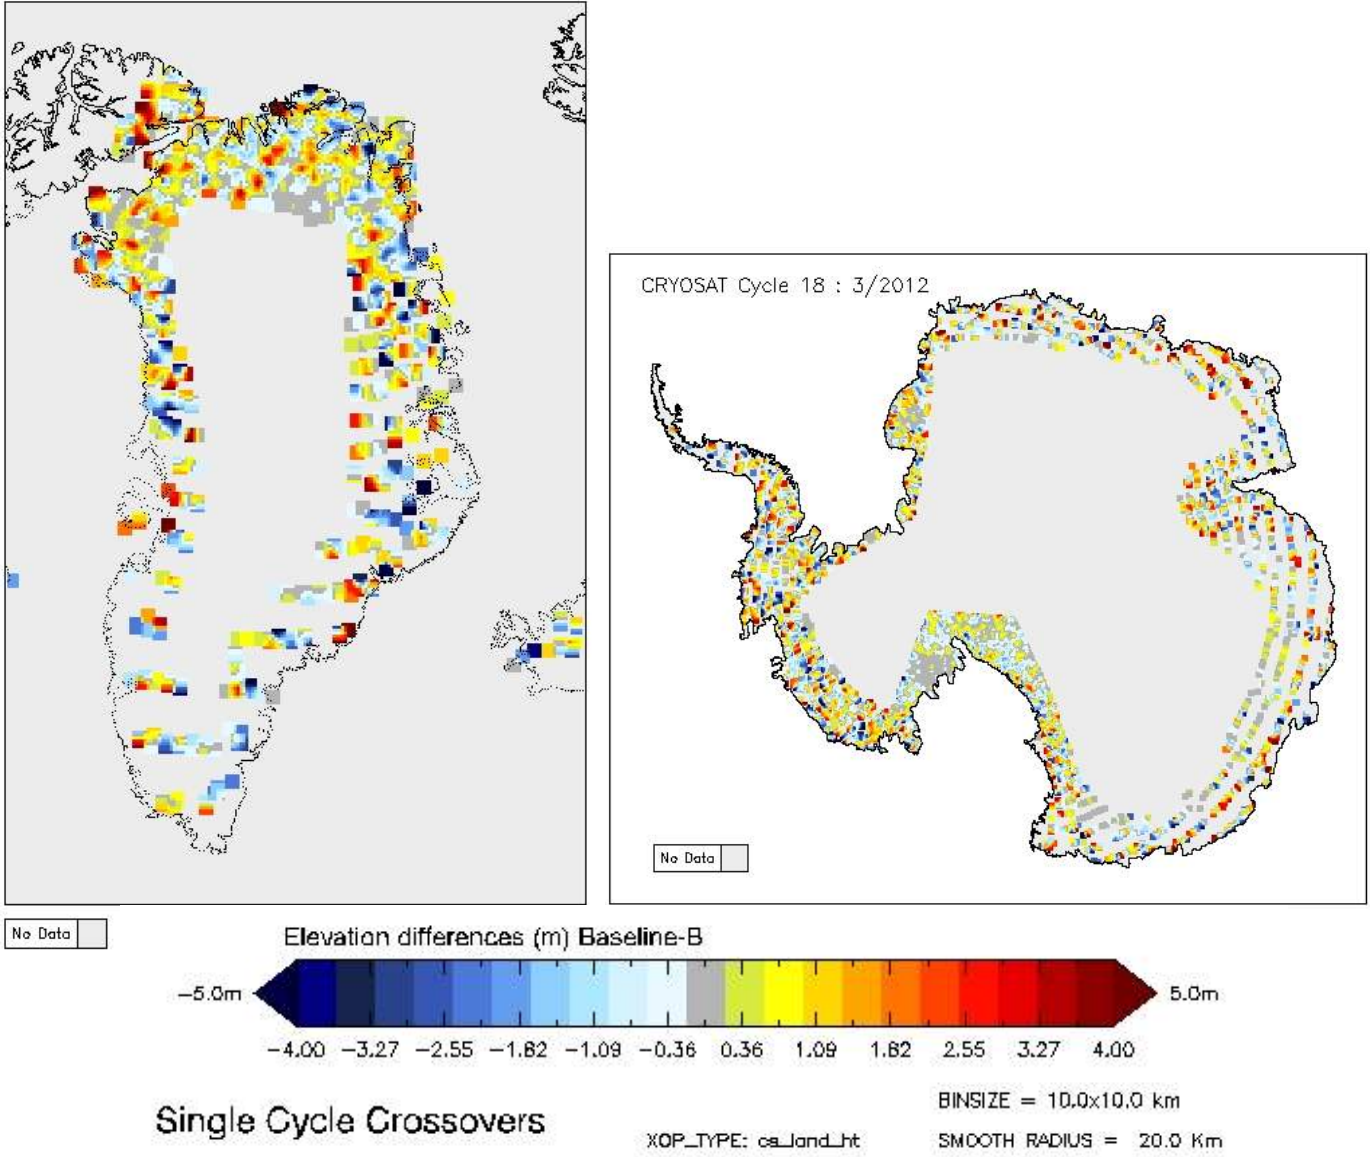 CRYOSAT Cycle 18 : 3/2012
No Data
No Data
Elevation differences (m) Baseline-B
-5.0m
5.0m
-4.00 -3.27 -2.55 -1.82 -1.09 -0.36 0.36 1.09 1.82 2.55 3.27 4.00
Single Cycle Crossovers
XOP_TYPE: cs_land_ht
BINSIZE = 10.0x10.0 km
SMOOTH RADIUS = 20.0 Km